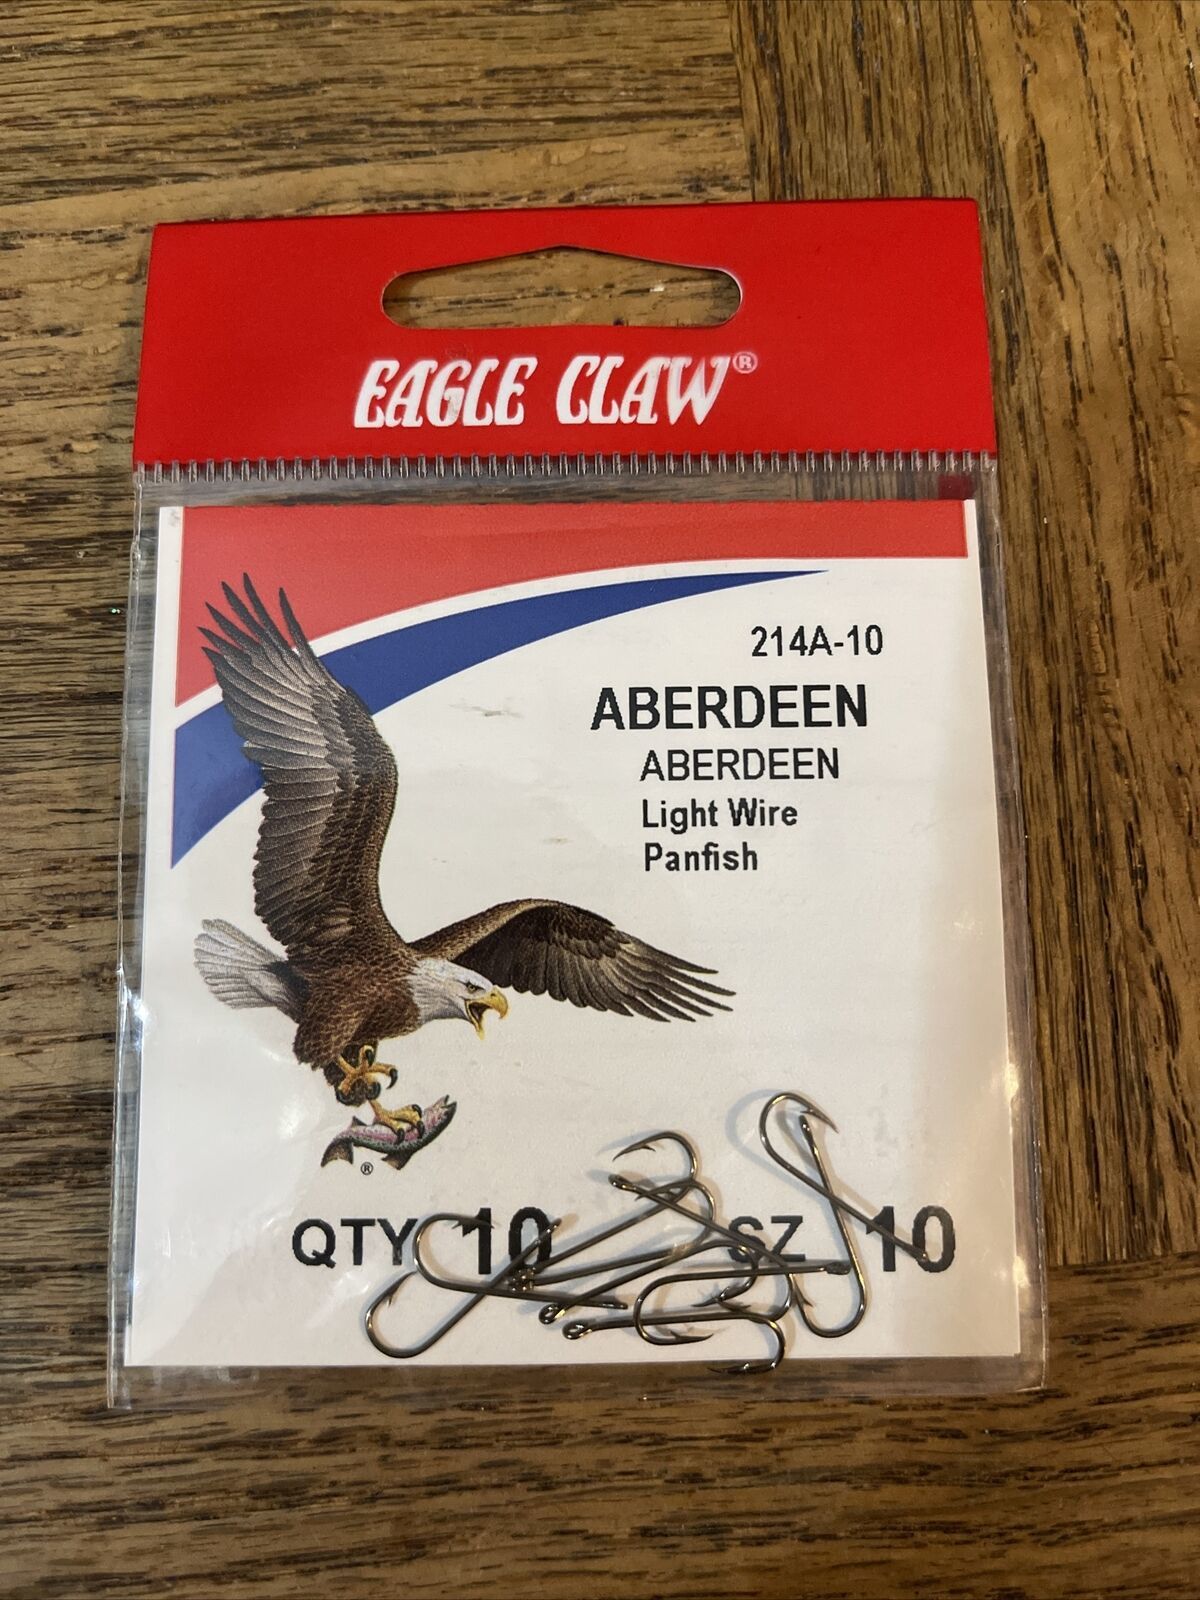 EAGLE CLAW®
214A-10
ABERDEEN
ABERDEEN
Light Wire
Panfish
®
QTY 10 SZ 10